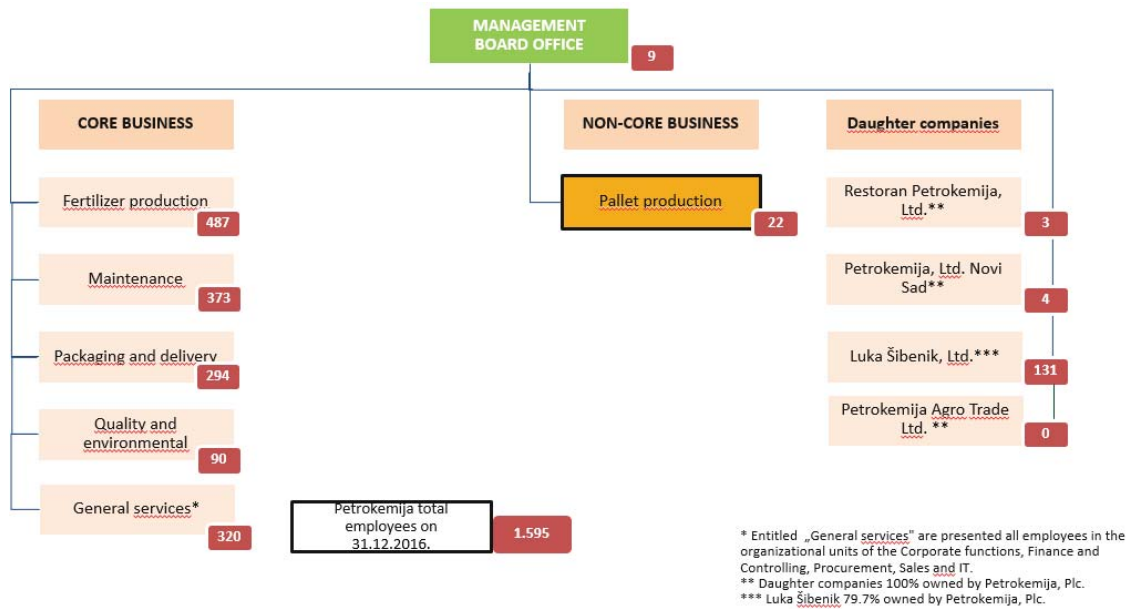 MANAGEMENT
BOARD OFFICE
9
CORE BUSINESS
NON-CORE BUSINESS
Daughter companies
Fertilizer production
487
Pallet production
22
Restoran Petrokemija,
Ltd.**
3
Maintenance
373
Petrokemija, Ltd. Novi
Sad**
4
Packaging and delivery
294
Luka Šibenik, Ltd.***
131
Quality and
environmental
90
Petrokemija Agro Trade
Ltd. **
0
General services*
320
Petrokemija total
employees on
31.12.2016.
1.595
* Entitled „General services" are presented all employees in the
organizational units of the Corporate functions, Finance and
Controlling, Procurement, Sales and IT.
** Daughter companies 100% owned by Petrokemija, Plc.
*** Luka Šibenik 79.7% owned by Petrokemija, Plc.